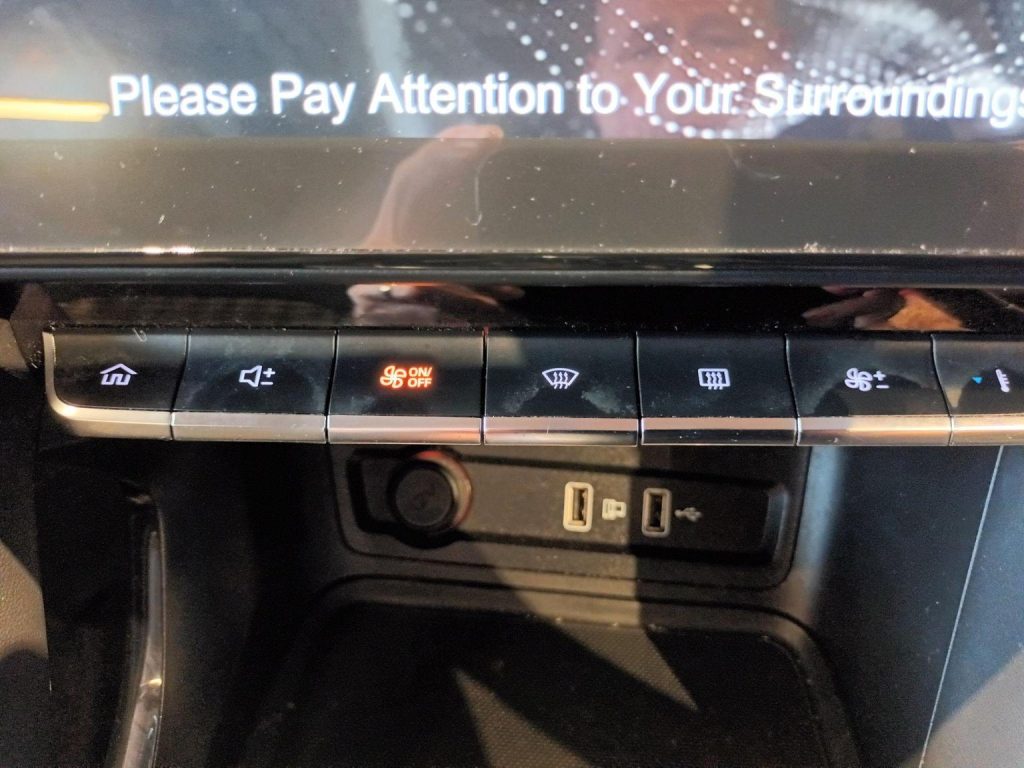 Please Pay Attention to Your Surroundings
ON/
OFF